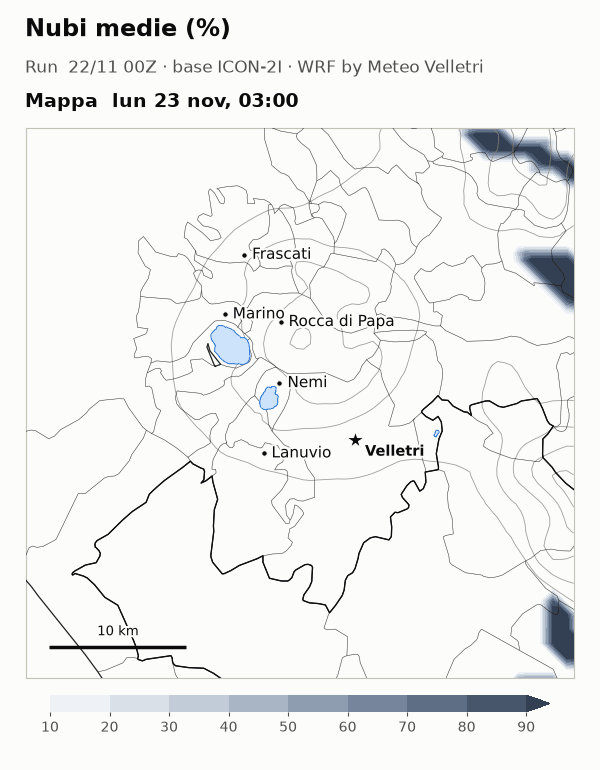 Nubi medie (%)
Run  22/11 00Z · base ICON-2I · WRF by Meteo Velletri
Mappa  lun 23 nov, 03:00
Frascati
Marino
Rocca di Papa
Nemi
Velletri
Lanuvio
10 km
10 20 30 40 50 60 70 80 90